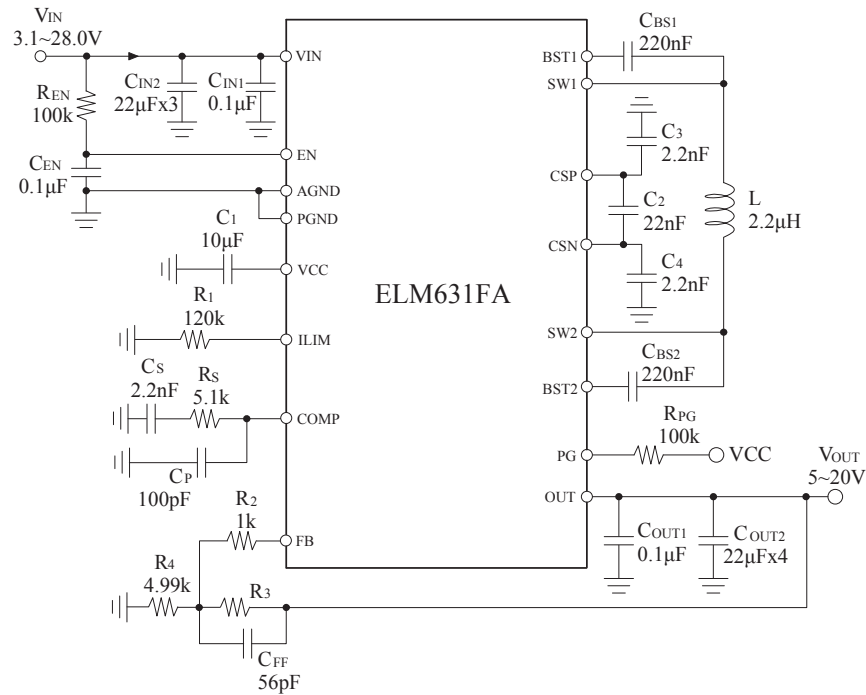 VIN
3.1~28.0V
REN
100k
CIN2
22μFx3
CIN1
0.1μF
CEN
0.1μF
C1
10μF
R1
120k
CS
2.2nF
RS
5.1k
CP
100pF
R2
1k
R4
4.99k
R3
CFF
56pF
VIN
EN
AGND
PGND
VCC
ILIM
COMP
FB
ELM631FA
BST1
SW1
CSP
CSN
SW2
BST2
PG
OUT
CBS1
220nF
C3
2.2nF
C2
22nF
C4
2.2nF
L
2.2μH
CBS2
220nF
RPG
100k
VCC
VOUT
5~20V
COUT1
0.1μF
COUT2
22μFx4